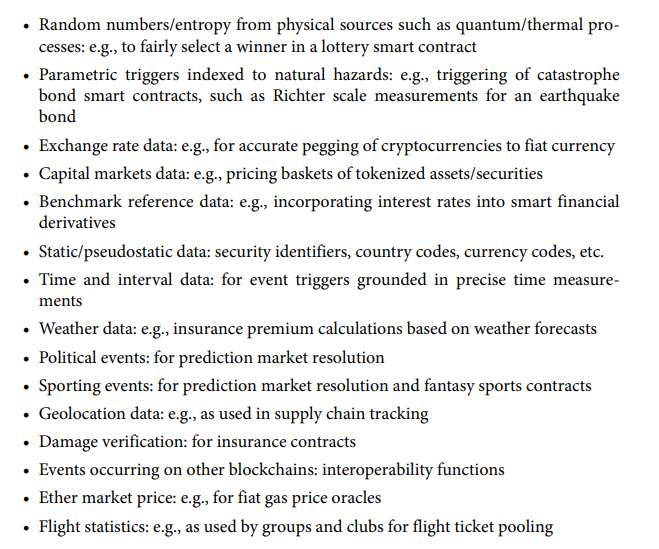 • Random numbers/entropy from physical sources such as quantum/thermal pro-
cesses: e.g., to fairly select a winner in a lottery smart contract
• Parametric triggers indexed to natural hazards: e.g., triggering of catastrophe
bond smart contracts, such as Richter scale measurements for an earthquake
bond
• Exchange rate data: e.g., for accurate pegging of cryptocurrencies to fiat currency
• Capital markets data: e.g., pricing baskets of tokenized assets/securities
• Benchmark reference data: e.g., incorporating interest rates into smart financial
derivatives
• Static/pseudostatic data: security identifiers, country codes, currency codes, etc.
• Time and interval data: for event triggers grounded in precise time measure-
ments
• Weather data: e.g., insurance premium calculations based on weather forecasts
• Political events: for prediction market resolution
• Sporting events: for prediction market resolution and fantasy sports contracts
• Geolocation data: e.g., as used in supply chain tracking
• Damage verification: for insurance contracts
• Events occurring on other blockchains: interoperability functions
• Ether market price: e.g., for fiat gas price oracles
• Flight statistics: e.g., as used by groups and clubs for flight ticket pooling